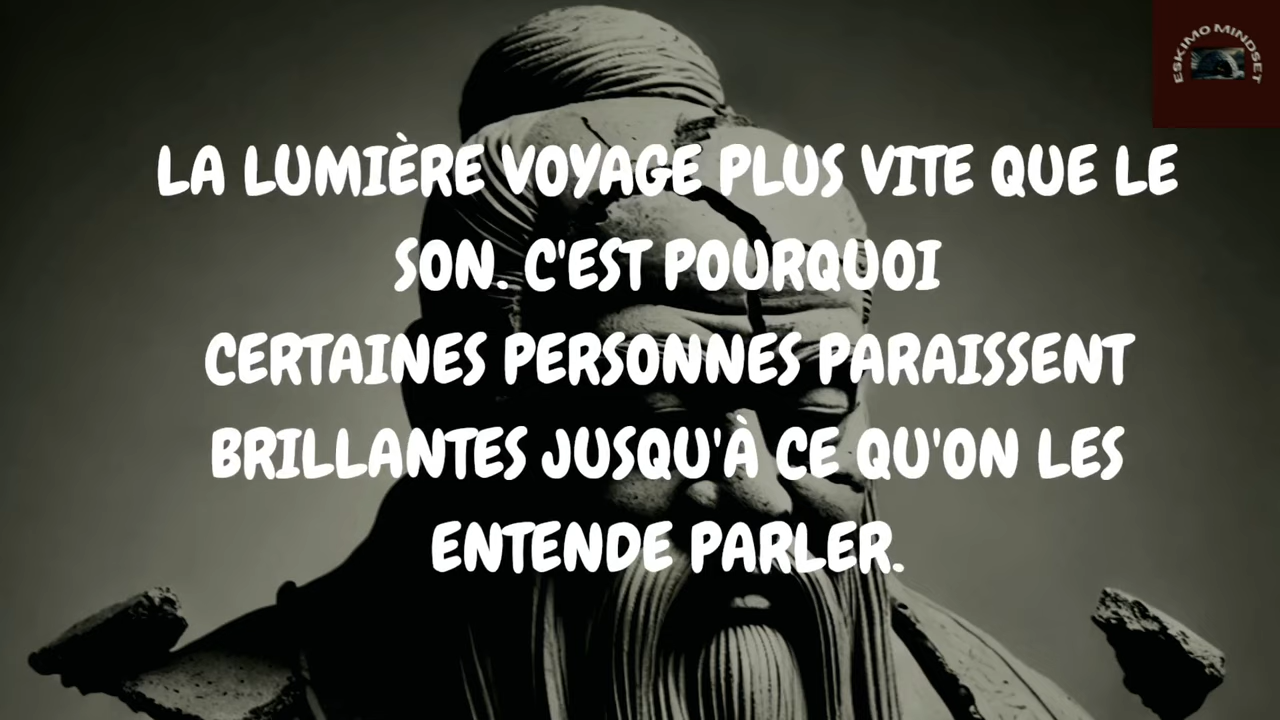 ESKIMO MINDSET
LA LUMIÈRE VOYAGE PLUS VITE QUE LE
SON. C'EST POURQUOI
CERTAINES PERSONNES PARAISSENT
BRILLANTES JUSQU'À CE QU'ON LES
ENTENDE PARLER.